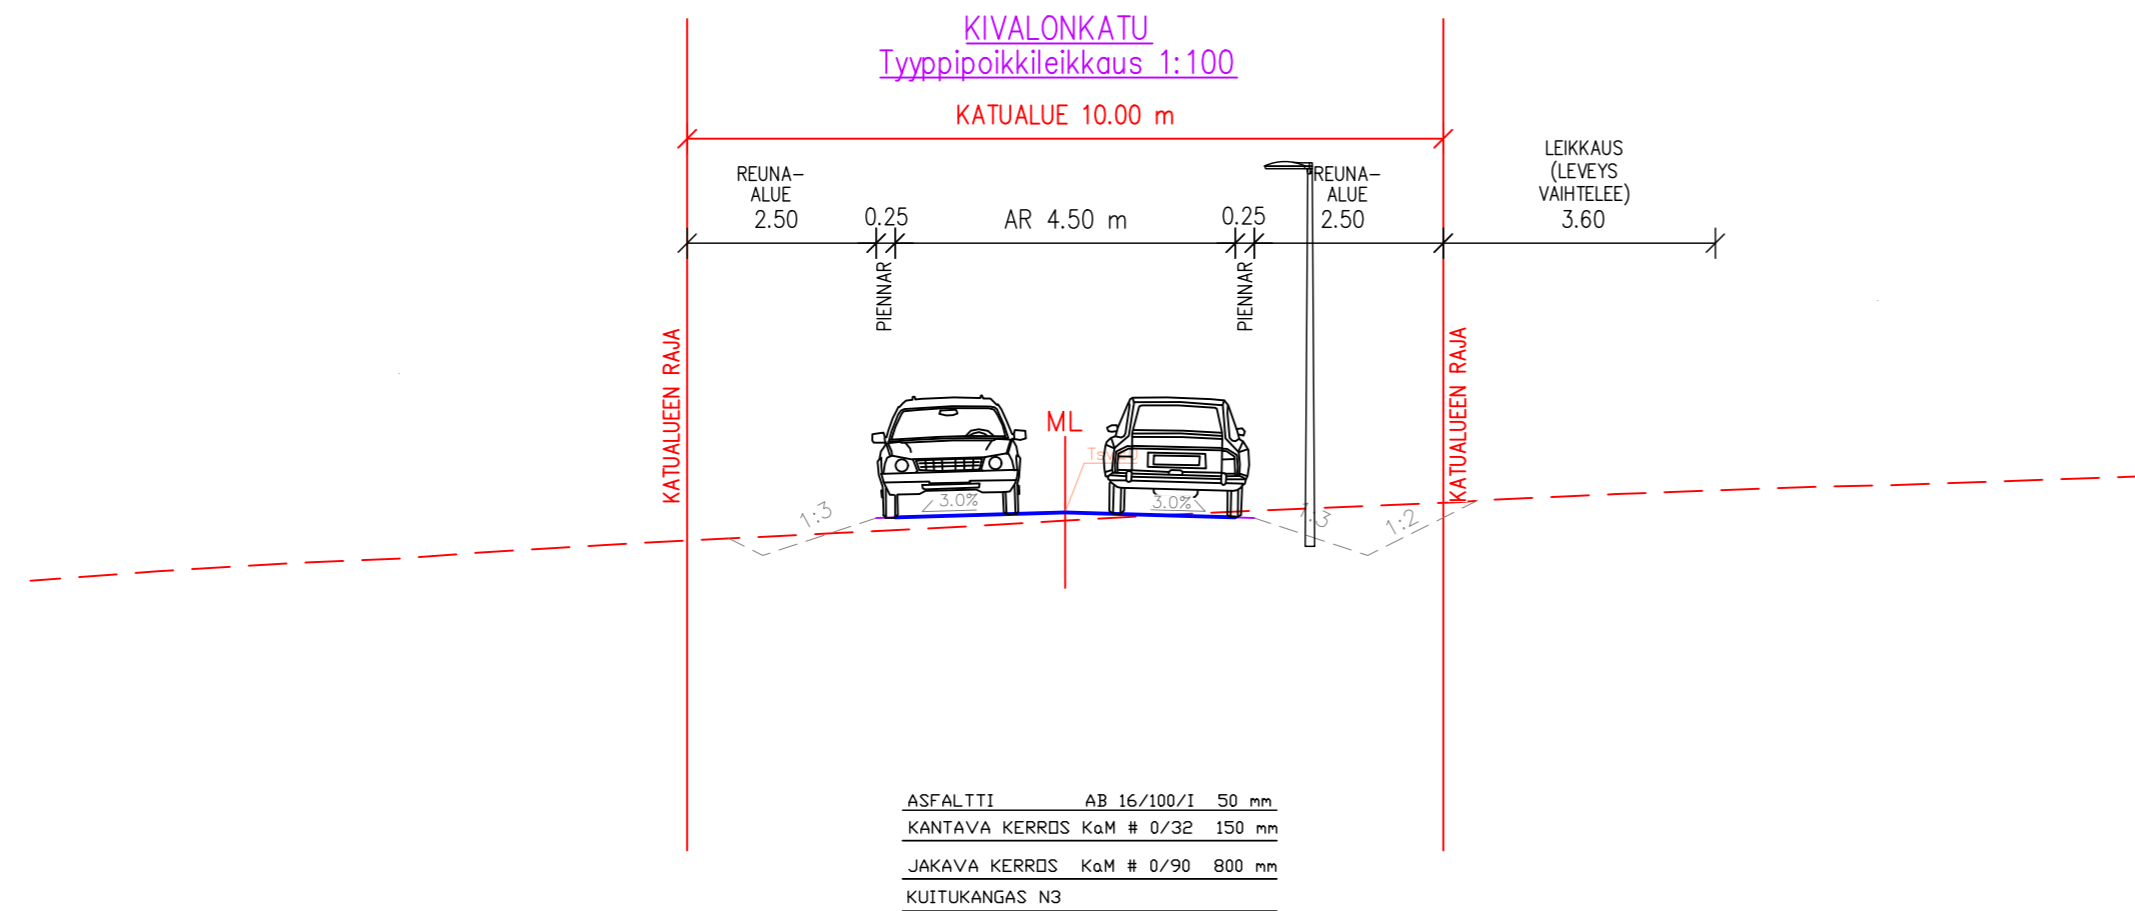 KIVALONKATU
Tyyppipoikkileikkaus 1:100
KATUALUE 10.00 m
REUNA-
ALUE
2.50
0.25
AR 4.50 m
0.25
REUNA-
ALUE
2.50
LEIKKAUS
(LEVEYS
VAIHTELEE)
3.60
PIENNAR
PIENNAR
KATUALUEEN RAJA
KATUALUEEN RAJA
ML
3.0%
3.0%
1:3
1:3
1:2
ASFALTTI AB 16/100/I 50 mm
KANTAVA KERROS KaM # 0/32 150 mm
JAKAVA KERROS KaM # 0/90 800 mm
KUITUKANGAS N3